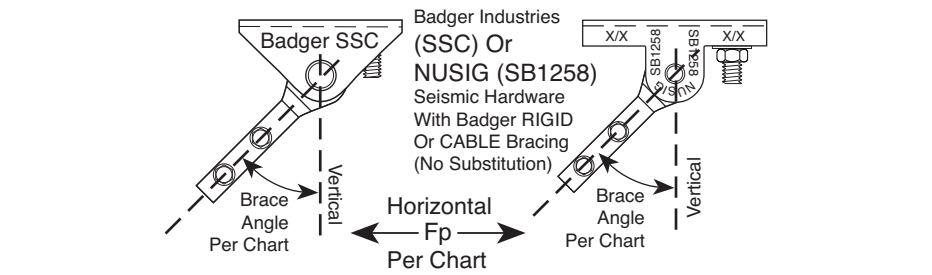 Badger SSC
Brace
Angle
Per Chart
Vertical
Badger Industries
(SSC) Or
NUSIG (SB1258)
Seismic Hardware
With Badger RIGID
Or CABLE Bracing
(No Substitution)
Horizontal
Fp
Per Chart
X/X
X/X
SB1258
SB1258
NUSIG
Brace
Angle
Per Chart
Vertical